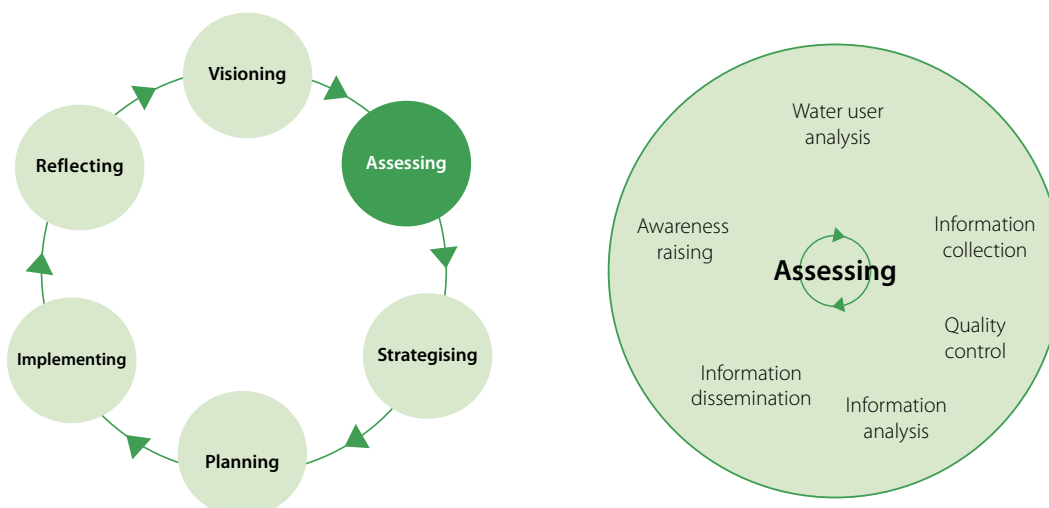 Visioning
Assessing
Strategising
Planning
Implementing
Reflecting
Water user
analysis
Information
collection
Quality
control
Information
analysis
Information
dissemination
Awareness
raising
Assessing